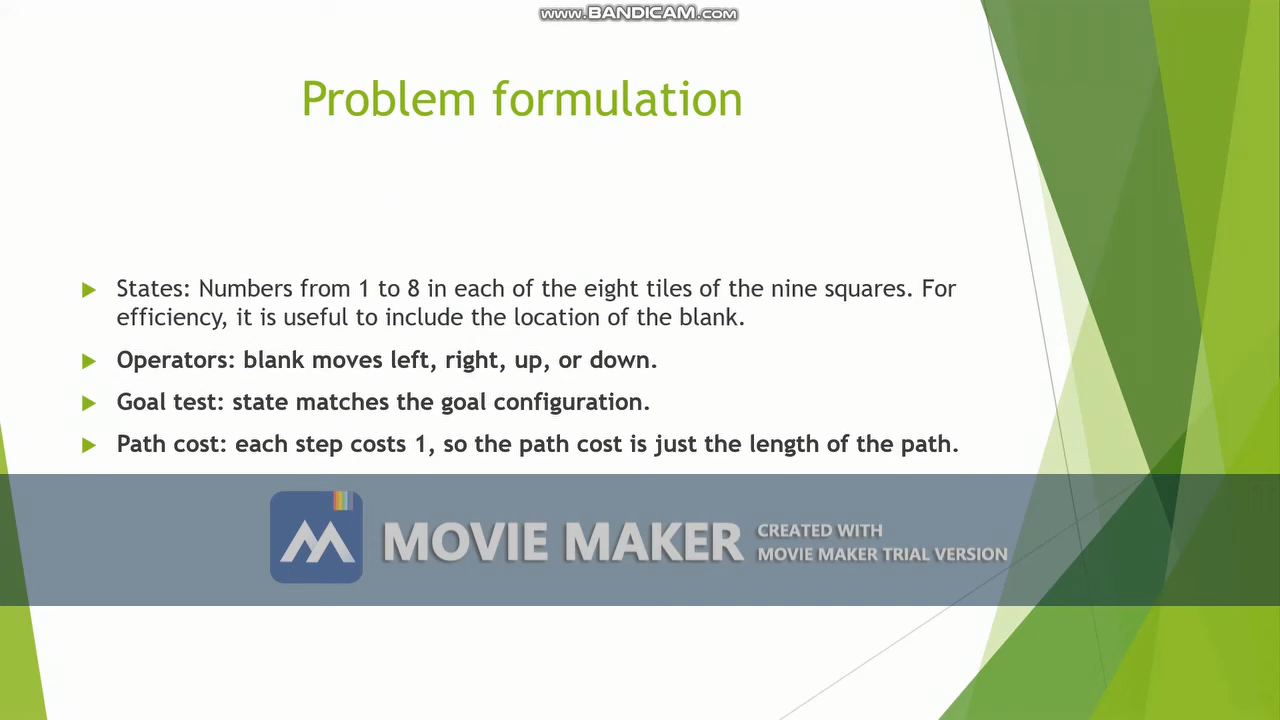 www.BANDICAM.com
Problem formulation
States: Numbers from 1 to 8 in each of the eight tiles of the nine squares. For
efficiency, it is useful to include the location of the blank.
Operators: blank moves left, right, up, or down.
Goal test: state matches the goal configuration.
Path cost: each step costs 1, so the path cost is just the length of the path.
MOVIE MAKER
CREATED WITH
MOVIE MAKER TRIAL VERSION